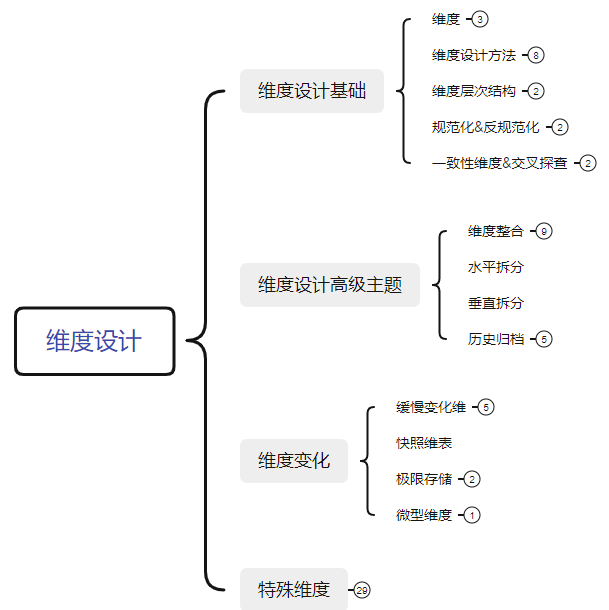 维度设计
维度设计基础
维度 3
维度设计方法 8
维度层次结构 2
规范化&反规范化 2
一致性维度&交叉探查 2
维度设计高级主题
维度整合 9
水平拆分
垂直拆分
历史归档 5
维度变化
缓慢变化维 5
快照维表
极限存储 2
微型维度 1
特殊维度 29